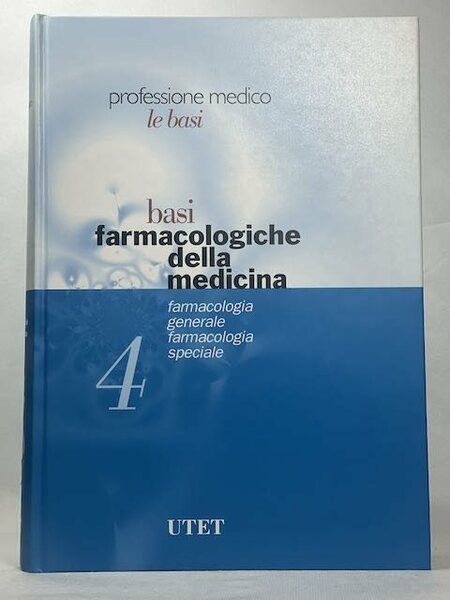 professione medico
le basi
basi
farmacologiche
della
medicina
farmacologia
generale
farmacologia
speciale
4
UTET